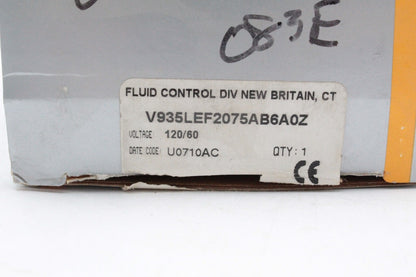 083E
FLUID CONTROL DIV NEW BRITAIN, CT
V935LEF2075AB6A0Z
VOLTAGE 120/60
DATE CODE: U0710AC QTY: 1
CE